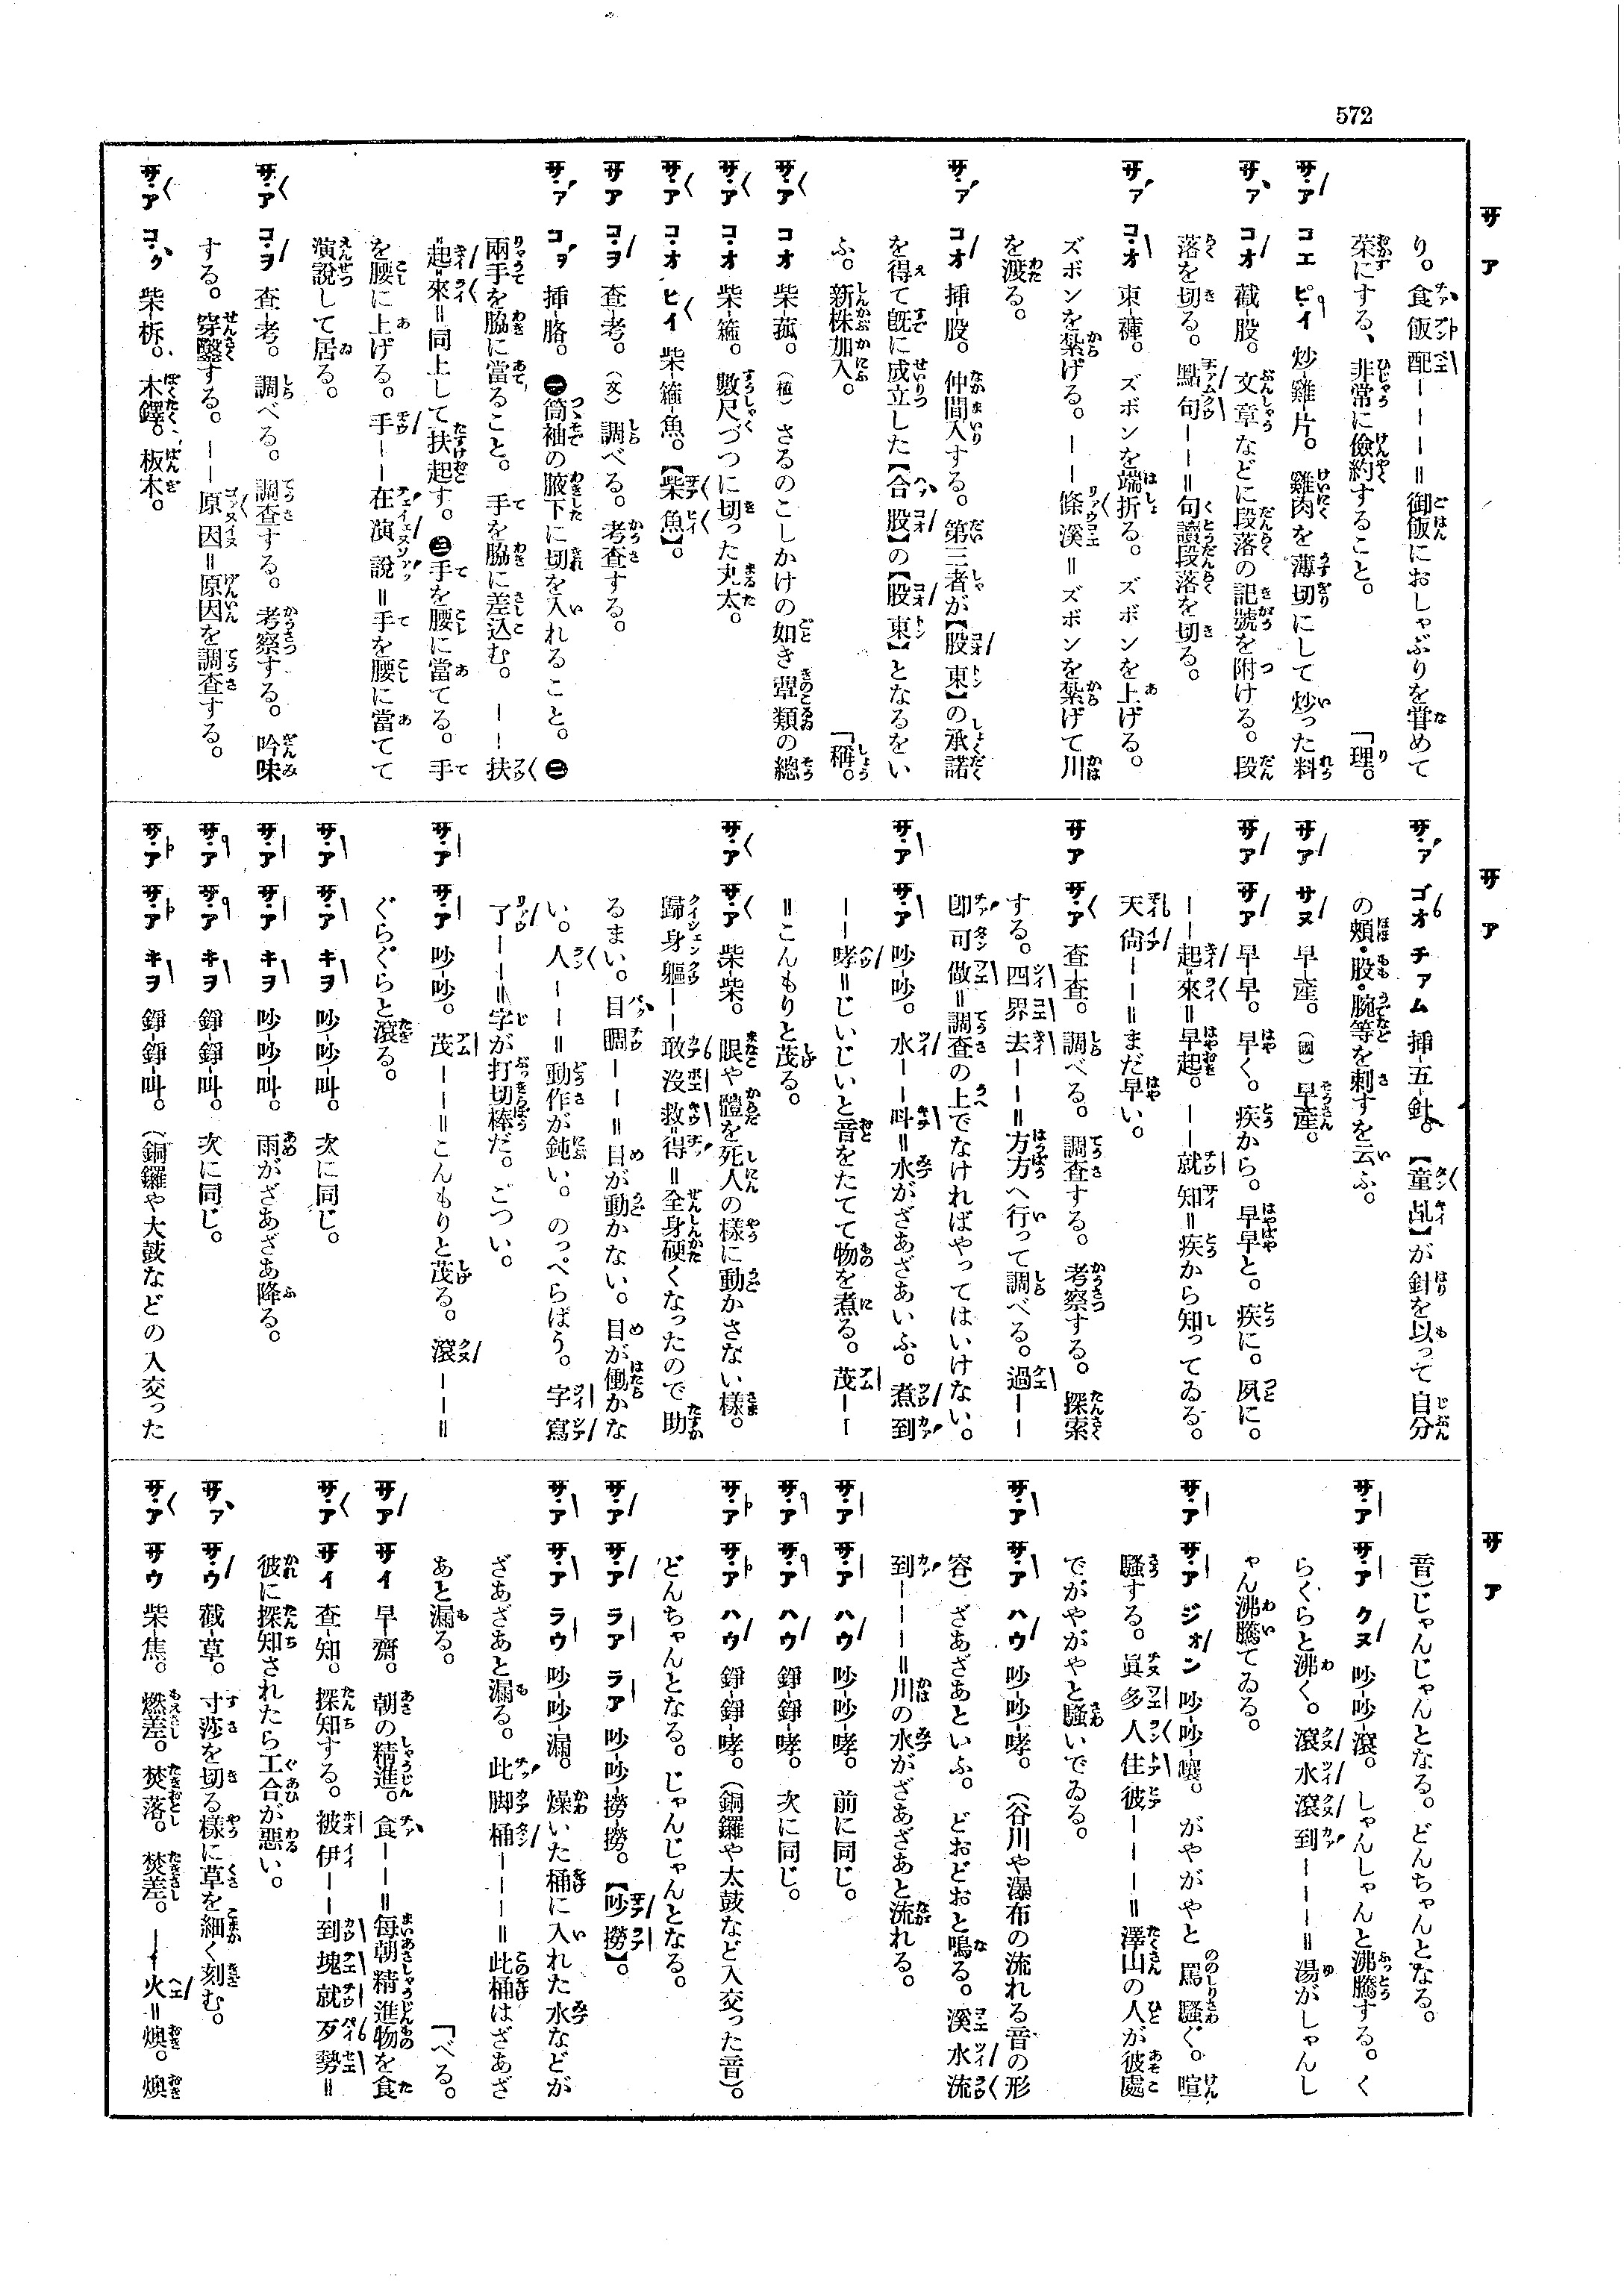 572
サア
サア
サア
り。食飯配ーーー＝御飯におしゃぶりを嘗めて
菜にする、非常に儉約すること。「理。
サア コエ ピイ 炒-雞-片。 雞肉を薄切にして炒った料
サア コオ 截-股。 文章などに段落の記號を附ける。段
落を切る。點句ーー＝句讀段落を切る。
サア コオ 束-褲。 ズボンを端折る。ズボンを上げる。
ズボンを紮げる。ーー條溪＝ズボンを紮げて川
を渡る。
サア コオ 挿-股。 仲間入する。第三者が【股東】の承諾
を得て既に成立した【合股】の【股東】となるをい
ふ。新株加入。「稱。
サア コオ 柴-菰。（植）さるのこしかけの如き蕈類の總
サア コオ 柴-箍。 數尺づつに切った丸太。
サア コオ ヒイ 柴-箍-魚。【柴魚】。
サア コヲ 查-考。（文）調べる。考査する。
サア コヲ 挿-胳。 ㊀筒袖の腋下に切を入れること。㊁
兩手を脇に當ること。手を脇に差込む。ーー扶
起來＝同上して扶起す。㊂手を腰に當てる。手
を腰に上げる。手ーー在演說＝手を腰に當てて
演說して居る。
サア コヲ 查-考。 調べる。調査する。考察する。吟味
する。穿鑿する。ーー原因＝原因を調査する。
サア コク 柴-柝。 木鐸。板木。
サア ゴオ チァム 挿-五-針。【童乩】が針を以って自分
の頰・股・腕等を刺すを云ふ。
サア サヌ 早-產。（國）早產。
サア サア 早-早。 早く。疾から。早早と。疾に。夙に。
ーー起來＝早起。ーー就知＝疾から知ってゐる。
天尙ーー＝まだ早い。
サア サア 查-查。 調べる。調査する。考察する。探索
する。四界去ーー＝方方へ行って調べる。過ーー
卽可做＝調査の上でなければやってはいけない。
サア サア 吵-吵。 水ーー呌＝水がざあざあいふ。煮到
ーー哮＝じいじいと音をたてて物を煮る。茂ーー
＝こんもりと茂る。
サア サア 柴-柴。 眼や體を死人の樣に動かさない樣。
歸身軀ーー敢沒救得＝全身硬くなったので助
るまい。目睭ーー＝目が動かない。目が働かな
い。人ーー＝動作が鈍い。のっぺらばう。字寫
了ーー＝字が打切棒だ。ごつい。
サア サア 吵-吵。 茂ーー＝こんもりと茂る。滾ーー＝
ぐらぐらと滾る。
サア サア キヲ 吵-吵-叫。 次に同じ。
サア サア キヲ 吵-吵-叫。 雨がざあざあ降る。
サア サア キヲ 錚-錚-叫。 次に同じ。
サア サア キヲ 錚-錚-叫。（銅鑼や大鼓などの入交った
音）じゃんじゃんとなる。どんちゃんとなる。
サア サア クヌ 吵-吵-滾。 しゃんしゃんと沸騰する。く
らぐらと沸く。滾水滾到ーーー＝湯がしゃんし
ゃん沸騰てゐる。
サア サア ジオン 吵-吵-嚷。 がやがやと罵騷ぐ。喧
騷する。眞多人住彼ーーー＝澤山の人が彼處
でがやがやと騷いでゐる。
サア サア ハウ 吵-吵-哮。（谷川や瀑布の流れる音の形
容）ざあざあといふ。どおどおと鳴る。溪水流
到ーーー＝川の水がざあざあと流れる。
サア サア ハウ 吵-吵-哮。 前に同じ。
サア サア ハウ 錚-錚-哮。 次に同じ。
サア サア ハウ 錚-錚-哮。（銅鑼や太鼓など入交った音）。
どんちゃんとなる。じゃんじゃんとなる。
サア サア ラア ラア 吵-吵-撈-撈。【吵撈】。
サア サア ラウ 吵-吵-漏。 燥いた桶に入れた水などが
ざあざあと漏る。此脚桶ーーー＝此桶はざあざ
あと漏る。「べる。
サア サイ 早-齋。 朝の精進。食ーー＝每朝精進物を食
サア サイ 查-知。 探知する。被伊ーー到塊就歹勢＝
彼に探知されたら工合が惡い。
サア サウ 截-草。 寸莎を切る樣に草を細く刻む。
サア サウ 柴-焦。 燃差。焚落。焚差。ーー火＝燠。燠